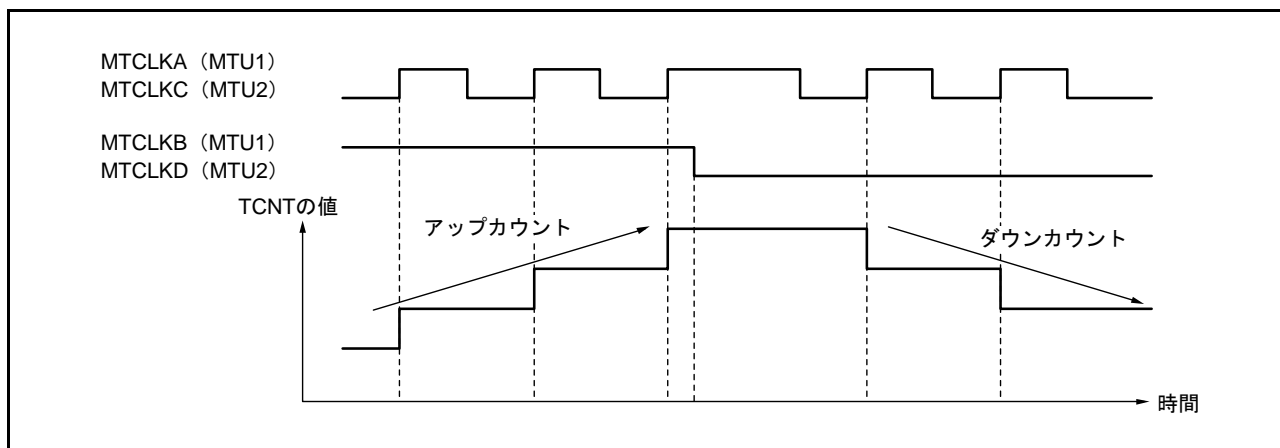 MTCLKA（MTU1）
MTCLKC（MTU2）
MTCLKB（MTU1）
MTCLKD（MTU2）
TCNTの値
アップカウント
ダウンカウント
時間